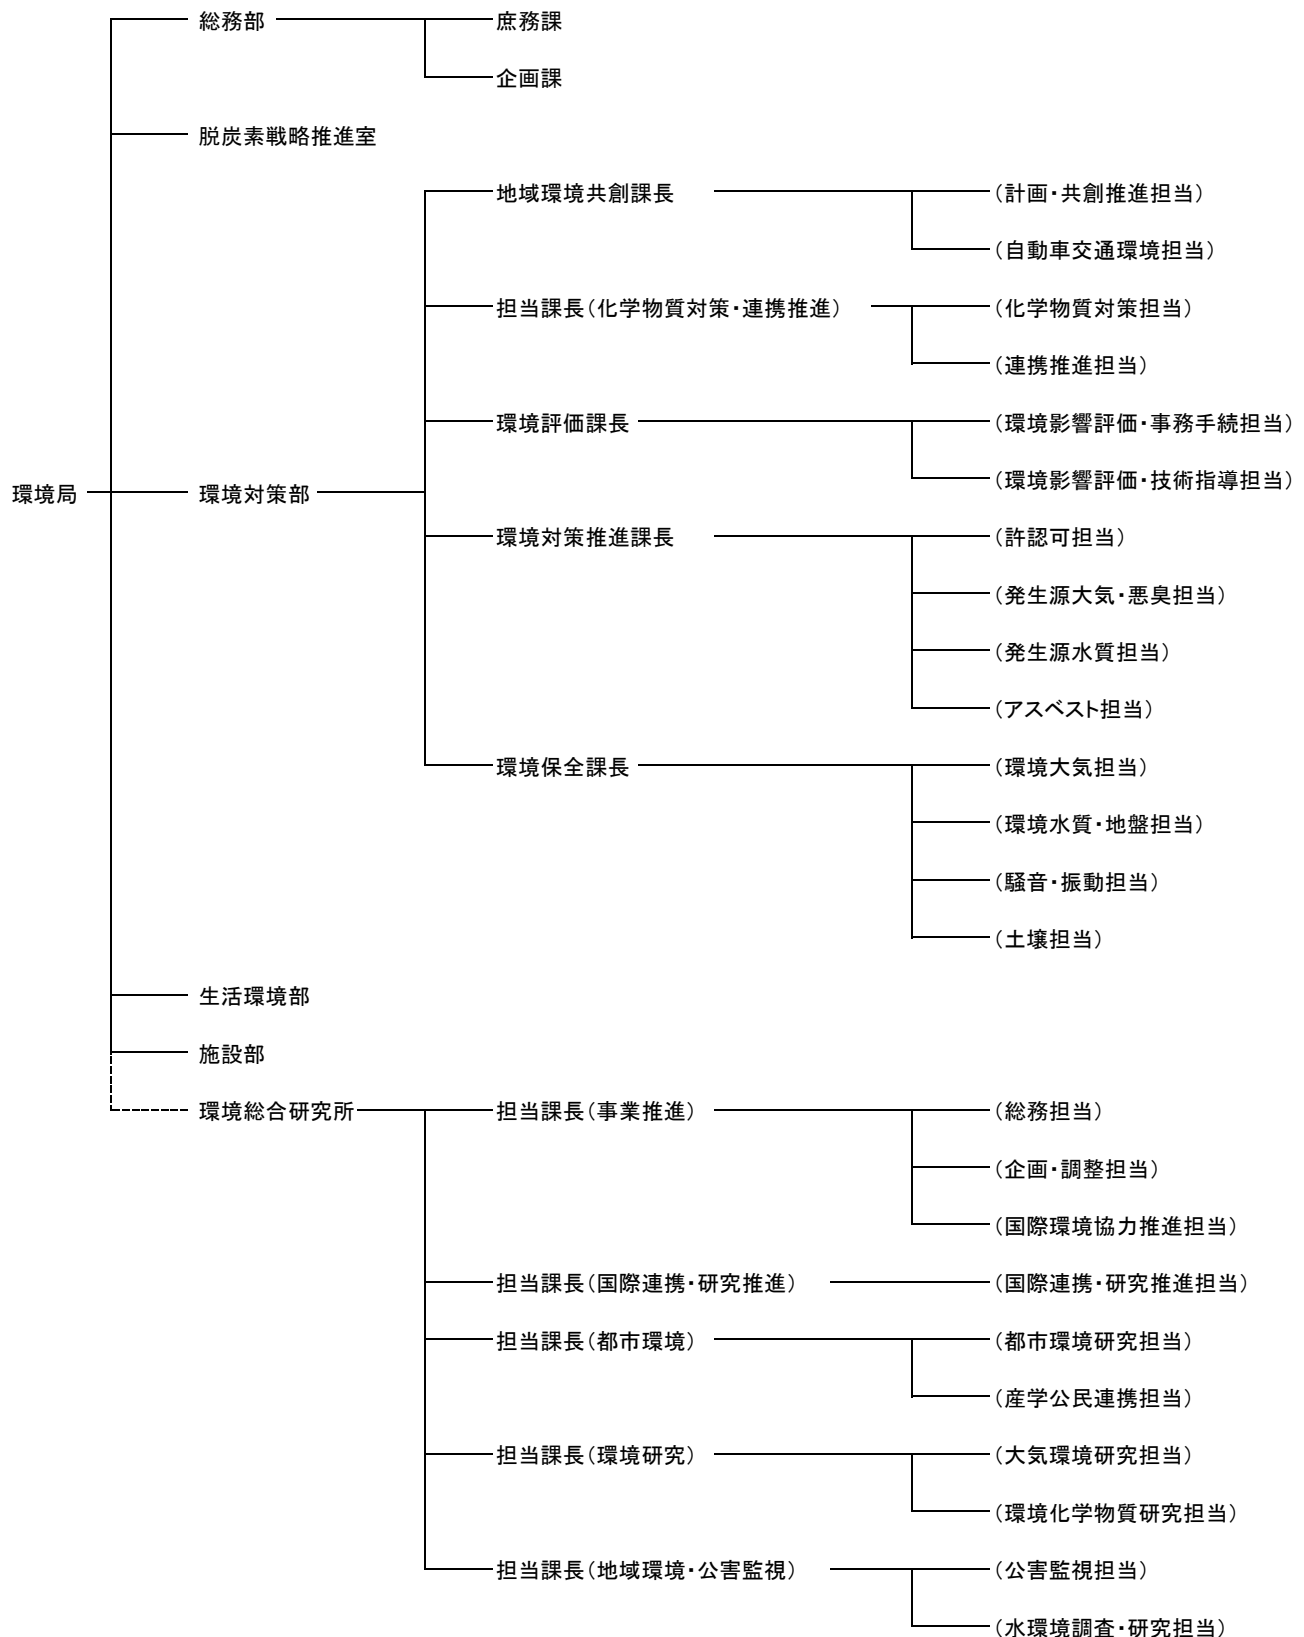 総務部 庶務課
企画課
脱炭素戦略推進室
地域環境共創課長 (計画・共創推進担当)
(自動車交通環境担当)
担当課長(化学物質対策・連携推進) (化学物質対策担当)
(連携推進担当)
環境評価課長 (環境影響評価・事務手続担当)
(環境影響評価・技術指導担当)
環境局 環境対策部
環境対策推進課長 (許認可担当)
(発生源大気・悪臭担当)
(発生源水質担当)
(アスベスト担当)
環境保全課長 (環境大気担当)
(環境水質・地盤担当)
(騒音・振動担当)
(土壌担当)
生活環境部
施設部
環境総合研究所 担当課長(事業推進) (総務担当)
(企画・調整担当)
(国際環境協力推進担当)
担当課長(国際連携・研究推進) (国際連携・研究推進担当)
担当課長(都市環境) (都市環境研究担当)
(産学公民連携担当)
担当課長(環境研究) (大気環境研究担当)
(環境化学物質研究担当)
担当課長(地域環境・公害監視) (公害監視担当)
(水環境調査・研究担当)